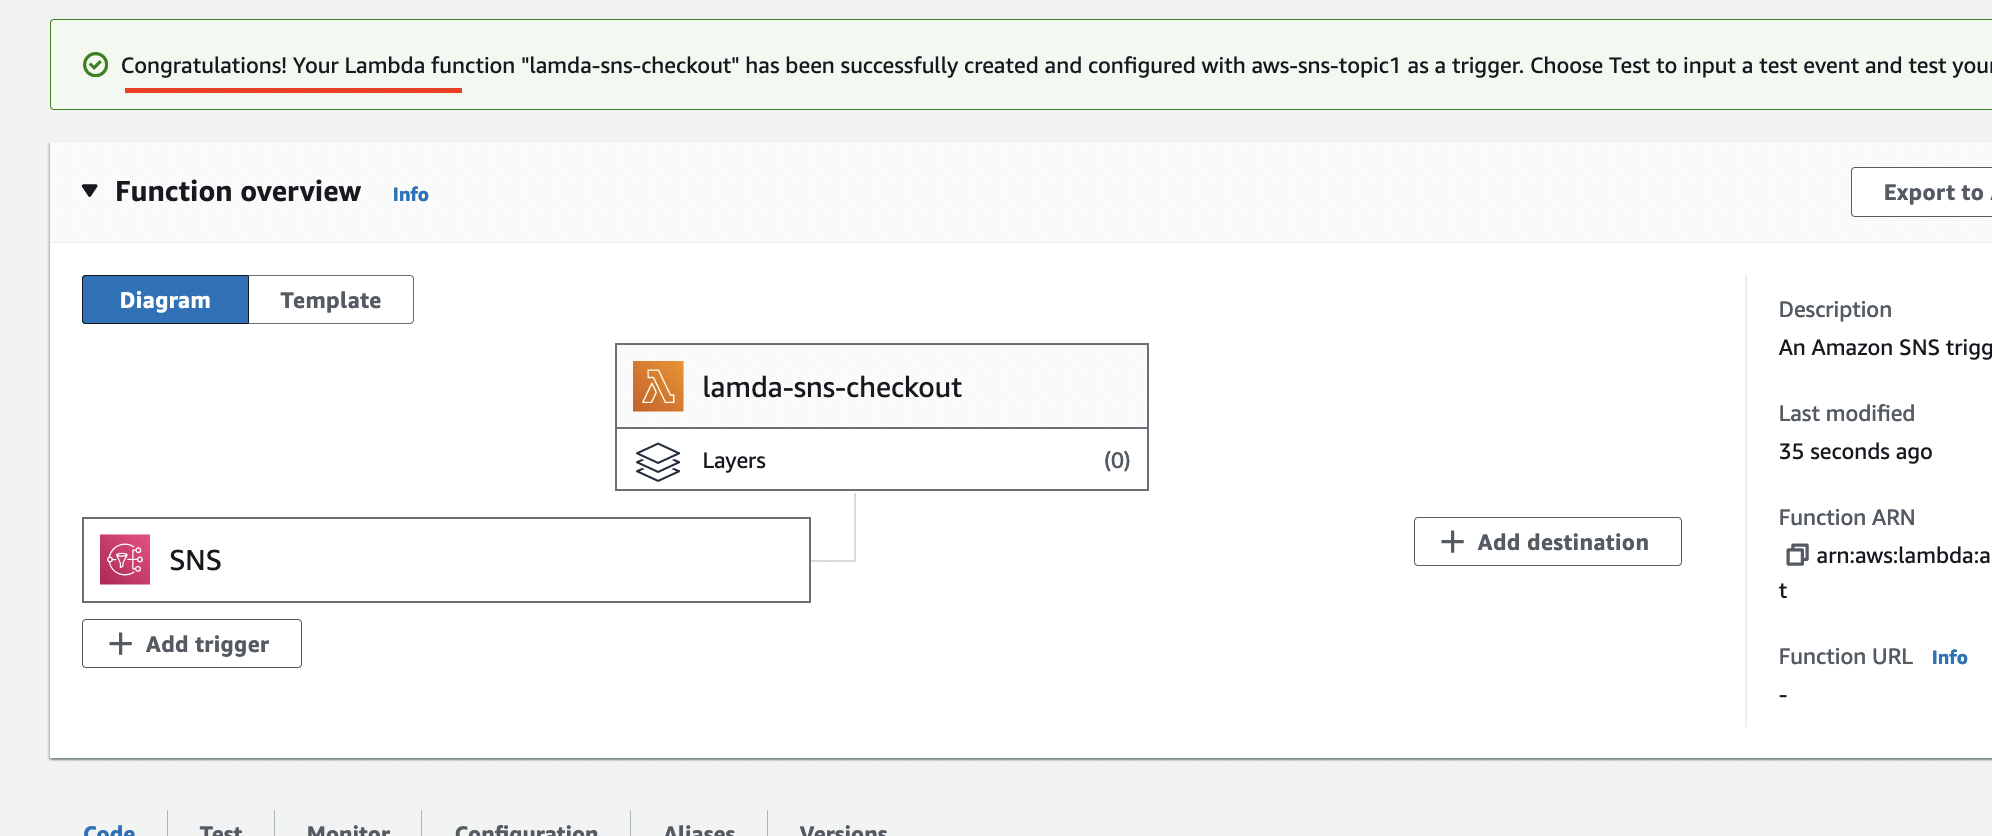 Congratulations! Your Lambda function "lamda-sns-checkout" has been successfully created and configured with aws-sns-topic1 as a trigger. Choose Test to input a test event and test your
Function overview Info
Export to
Diagram Template
lamda-sns-checkout
Layers (0)
SNS
Add trigger
Add destination
Description
An Amazon SNS trigg
Last modified
35 seconds ago
Function ARN
arn:aws:lambda:a
t
Function URL Info
-
Code Test Monitor Configuration Aliases Versions